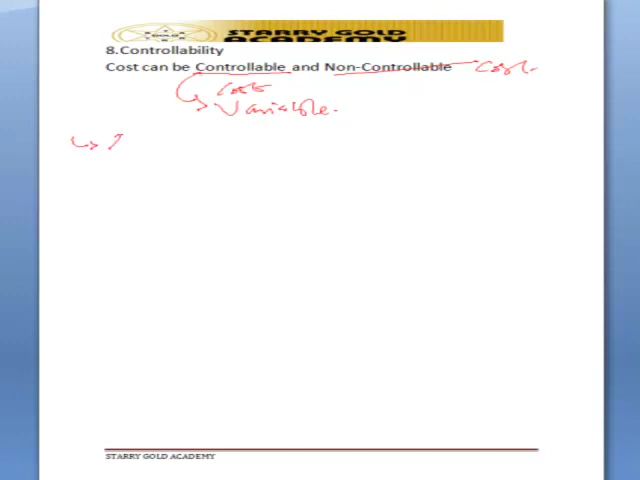 STARRY GOLD
ACADEMY
8.Controllability
Cost can be Controllable and Non-Controllable Cost.
Cost
Variable.
STARRY GOLD ACADEMY